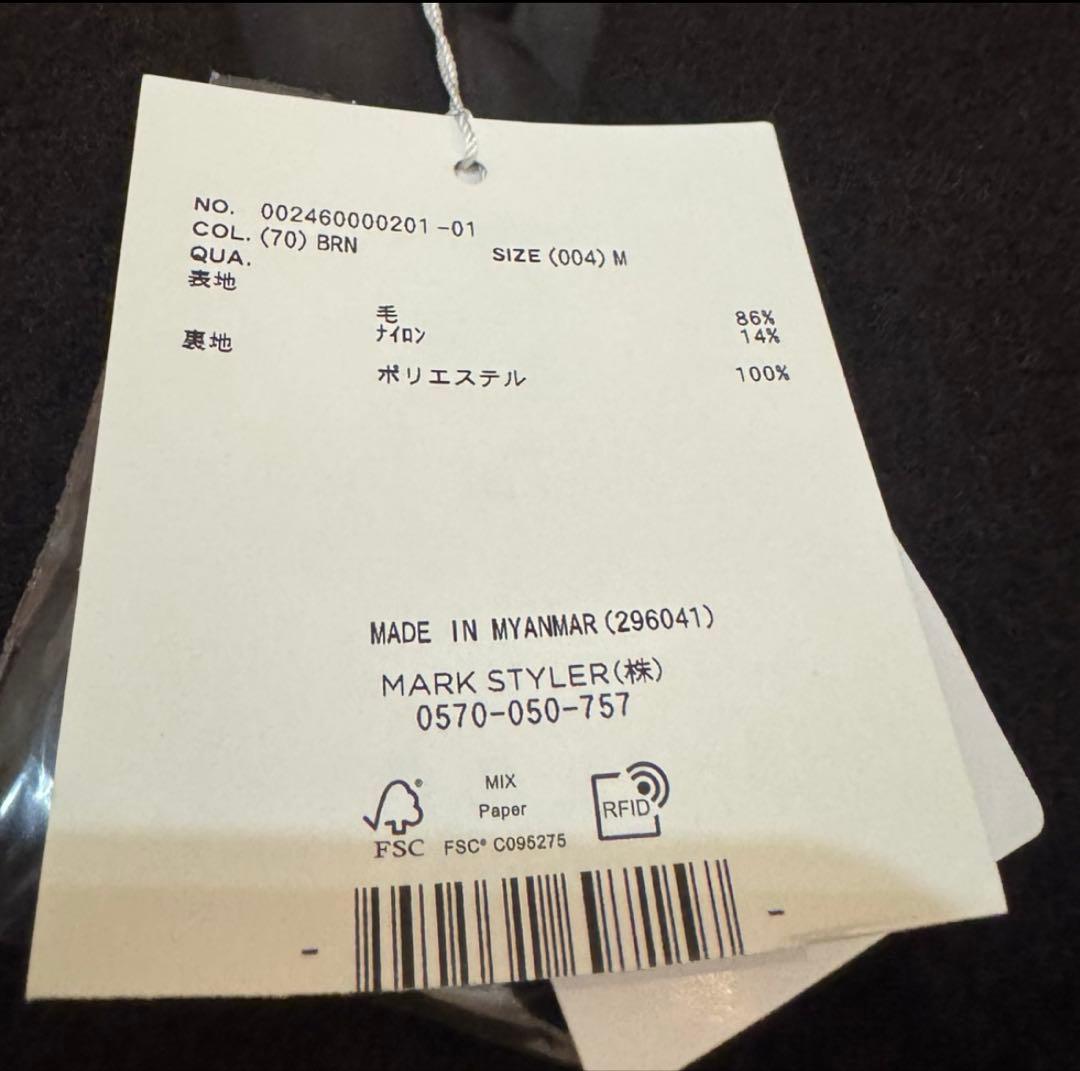 NO. 002460000201-01
COL. (70) BRN
QUA. SIZE (004) M
表地
毛 86%
ナイロン 14%
裏地
ポリエステル 100%
MADE IN MYANMAR (296041)
MARK STYLER(株)
0570-050-757
MIX
Paper
FSC FSC® C095275
RFID